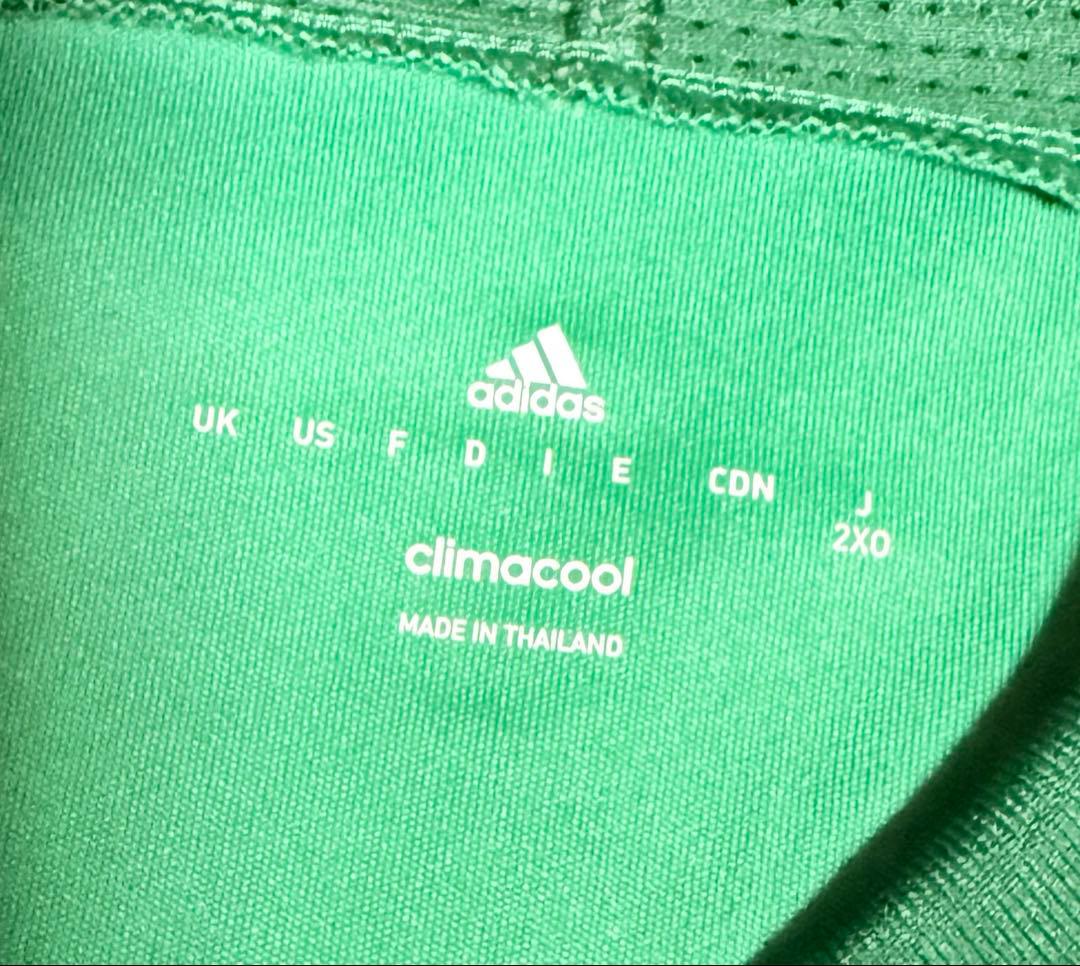 adidas
UK US F D I E CDN J
2XO
climacool
MADE IN THAILAND